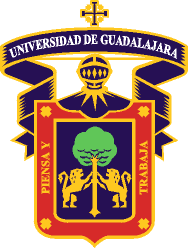 UNIVERSIDAD DE GUADALAJARA
PIENSA Y
TRABAJA